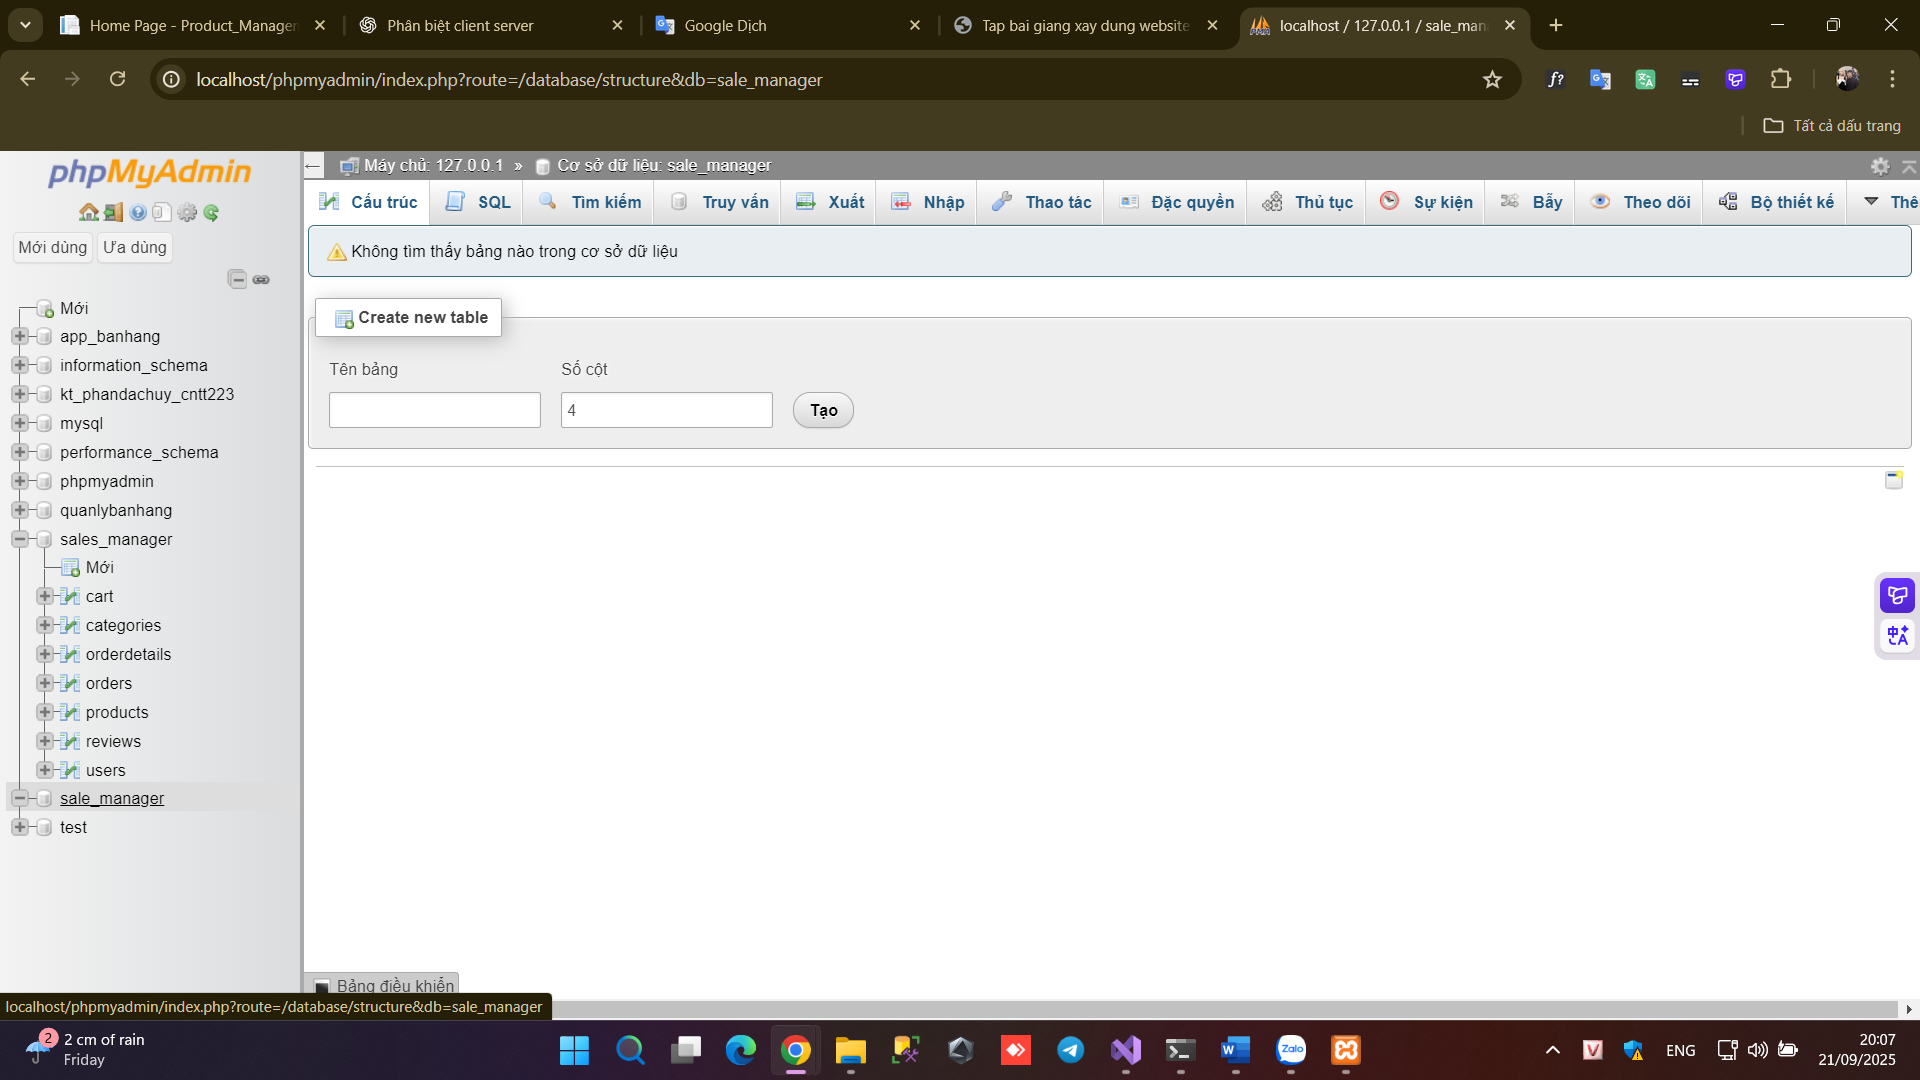 Home Page - Product_Manager
Phân biệt client server
Google Dịch
Tap bai giang xay dung website
localhost / 127.0.0.1 / sale_man
localhost/phpmyadmin/index.php?route=/database/structure&db=sale_manager
Tất cả dấu trang
phpMyAdmin
Máy chủ: 127.0.0.1 » Cơ sở dữ liệu: sale_manager
Cấu trúc SQL Tìm kiếm Truy vấn Xuất Nhập Thao tác Đặc quyền Thủ tục Sự kiện Bẫy Theo dõi Bộ thiết kế Thê
Mới dùng Ưa dùng
Không tìm thấy bảng nào trong cơ sở dữ liệu
Create new table
Tên bảng Số cột
4 Tạo
Mới
app_banhang
information_schema
kt_phandachuy_cntt223
mysql
performance_schema
phpmyadmin
quanlybanhang
sales_manager
Mới
cart
categories
orderdetails
orders
products
reviews
users
sale_manager
test
Bảng điều khiển
localhost/phpmyadmin/index.php?route=/database/structure&db=sale_manager
2
2 cm of rain
Friday
Zalo
ENG
20:07
21/09/2025